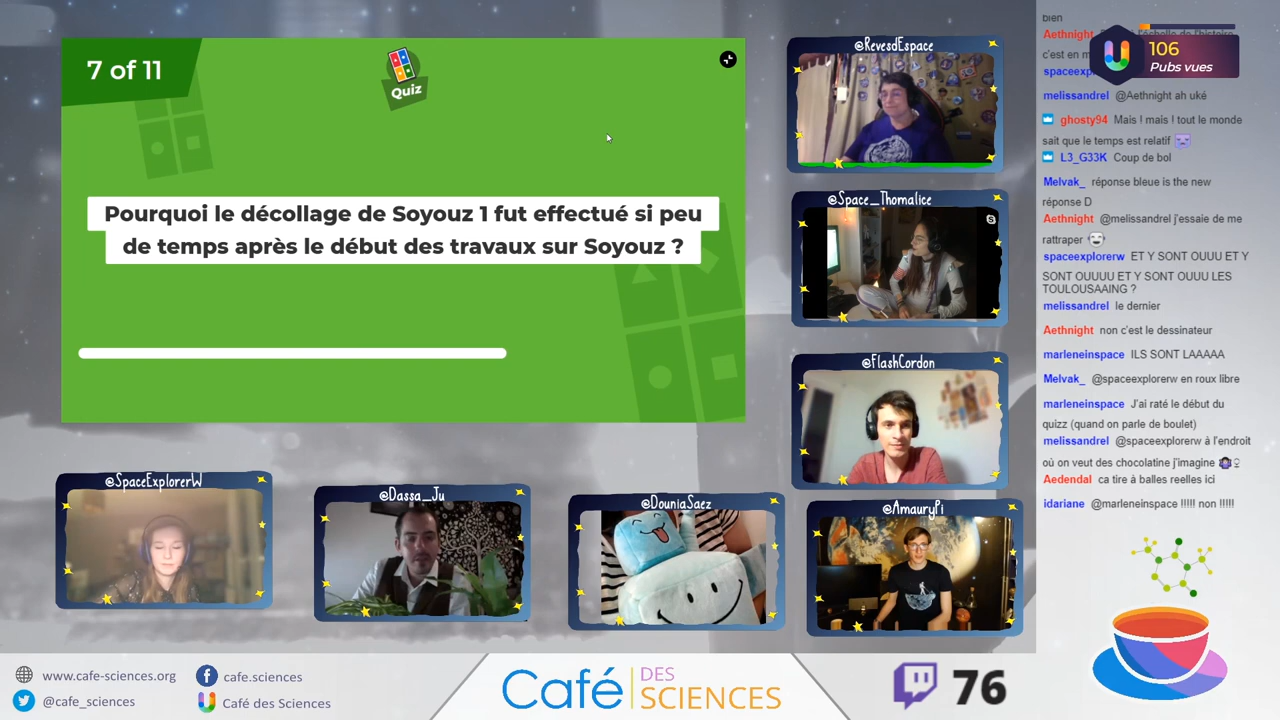 7 of 11
Quiz
Pourquoi le décollage de Soyouz 1 fut effectué si peu
de temps après le début des travaux sur Soyouz ?
@RevesdEspace
@Space_Thomalice
@FlashCordon
@SpaceExplorerW
@Dassa_Ju
@DouniaSaez
@AmauryPi
bien
Aethnight
c'est en m
106
Pubs vues
spaceexp
melissandrel @Aethnight ah uké
ghosty94 Mais ! mais ! tout le monde
sait que le temps est relatif
L3_G33K Coup de bol
Melvak_ réponse bleue is the new
réponse D
Aethnight @melissandrel j'essaie de me
rattraper
spaceexplorerw ET Y SONT OUUU ET Y
SONT OUUUU ET Y SONT OUUU LES
TOULOUSAAING ?
melissandrel le dernier
Aethnight non c'est le dessinateur
marleneinspace ILS SONT LAAAAA
Melvak_ @spaceexplorerw en roux libre
marleneinspace J'ai raté le début du
quizz (quand on parle de boulet)
melissandrel @spaceexplorerw à l'endroit
où on veut des chocolatine j'imagine
Aedendal ca tire à balles reelles ici
idariane @marleneinspace !!!!! non !!!!!
www.cafe-sciences.org
cafe.sciences
@cafe_sciences
Café des Sciences
Café DES
SCIENCES
76